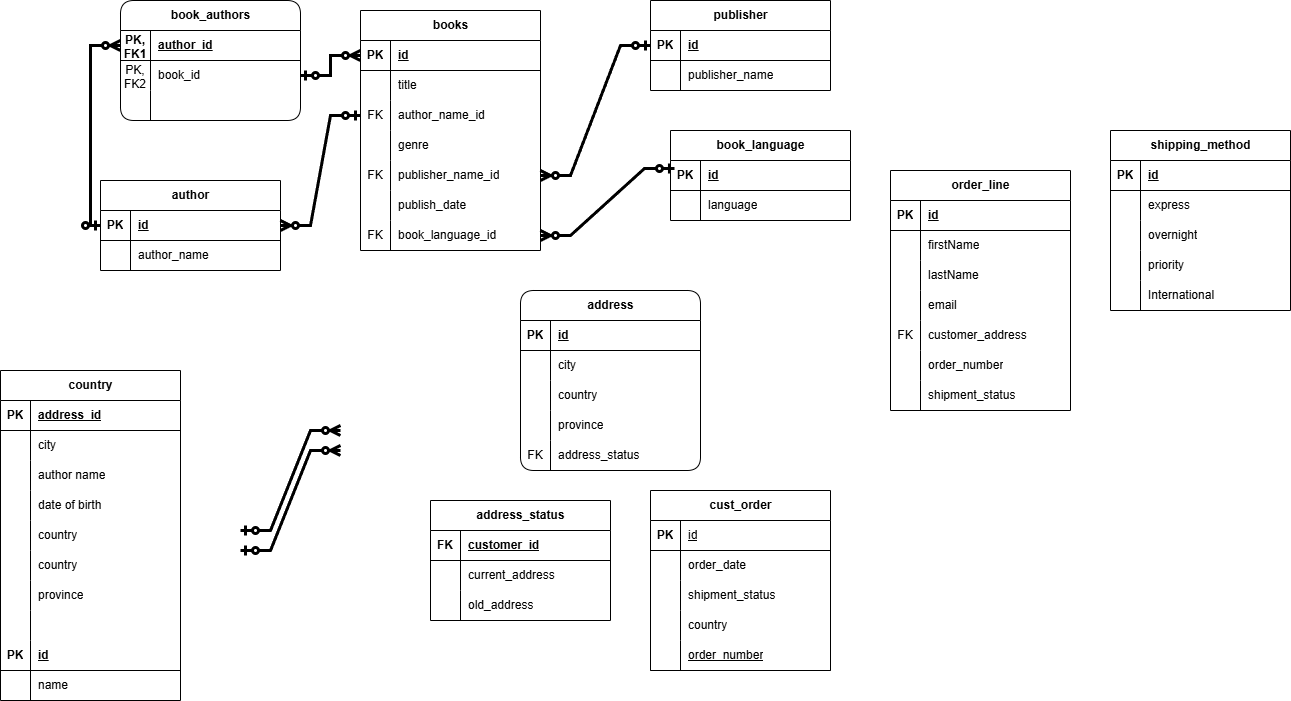 book_authors
PK, FK1 author_id
PK, FK2 book_id
books
PK id
title
FK author_name_id
genre
FK publisher_name_id
publish_date
FK book_language_id
publisher
PK id
publisher_name
book_language
PK id
language
author
PK id
author_name
order_line
PK id
firstName
lastName
email
FK customer_address
order_number
shipment_status
shipping_method
PK id
express
overnight
priority
International
address
PK id
city
country
province
FK address_status
country
PK address_id
city
author name
date of birth
country
country
province
PK id
name
address_status
FK customer_id
current_address
old_address
cust_order
PK id
order_date
shipment_status
country
order_number